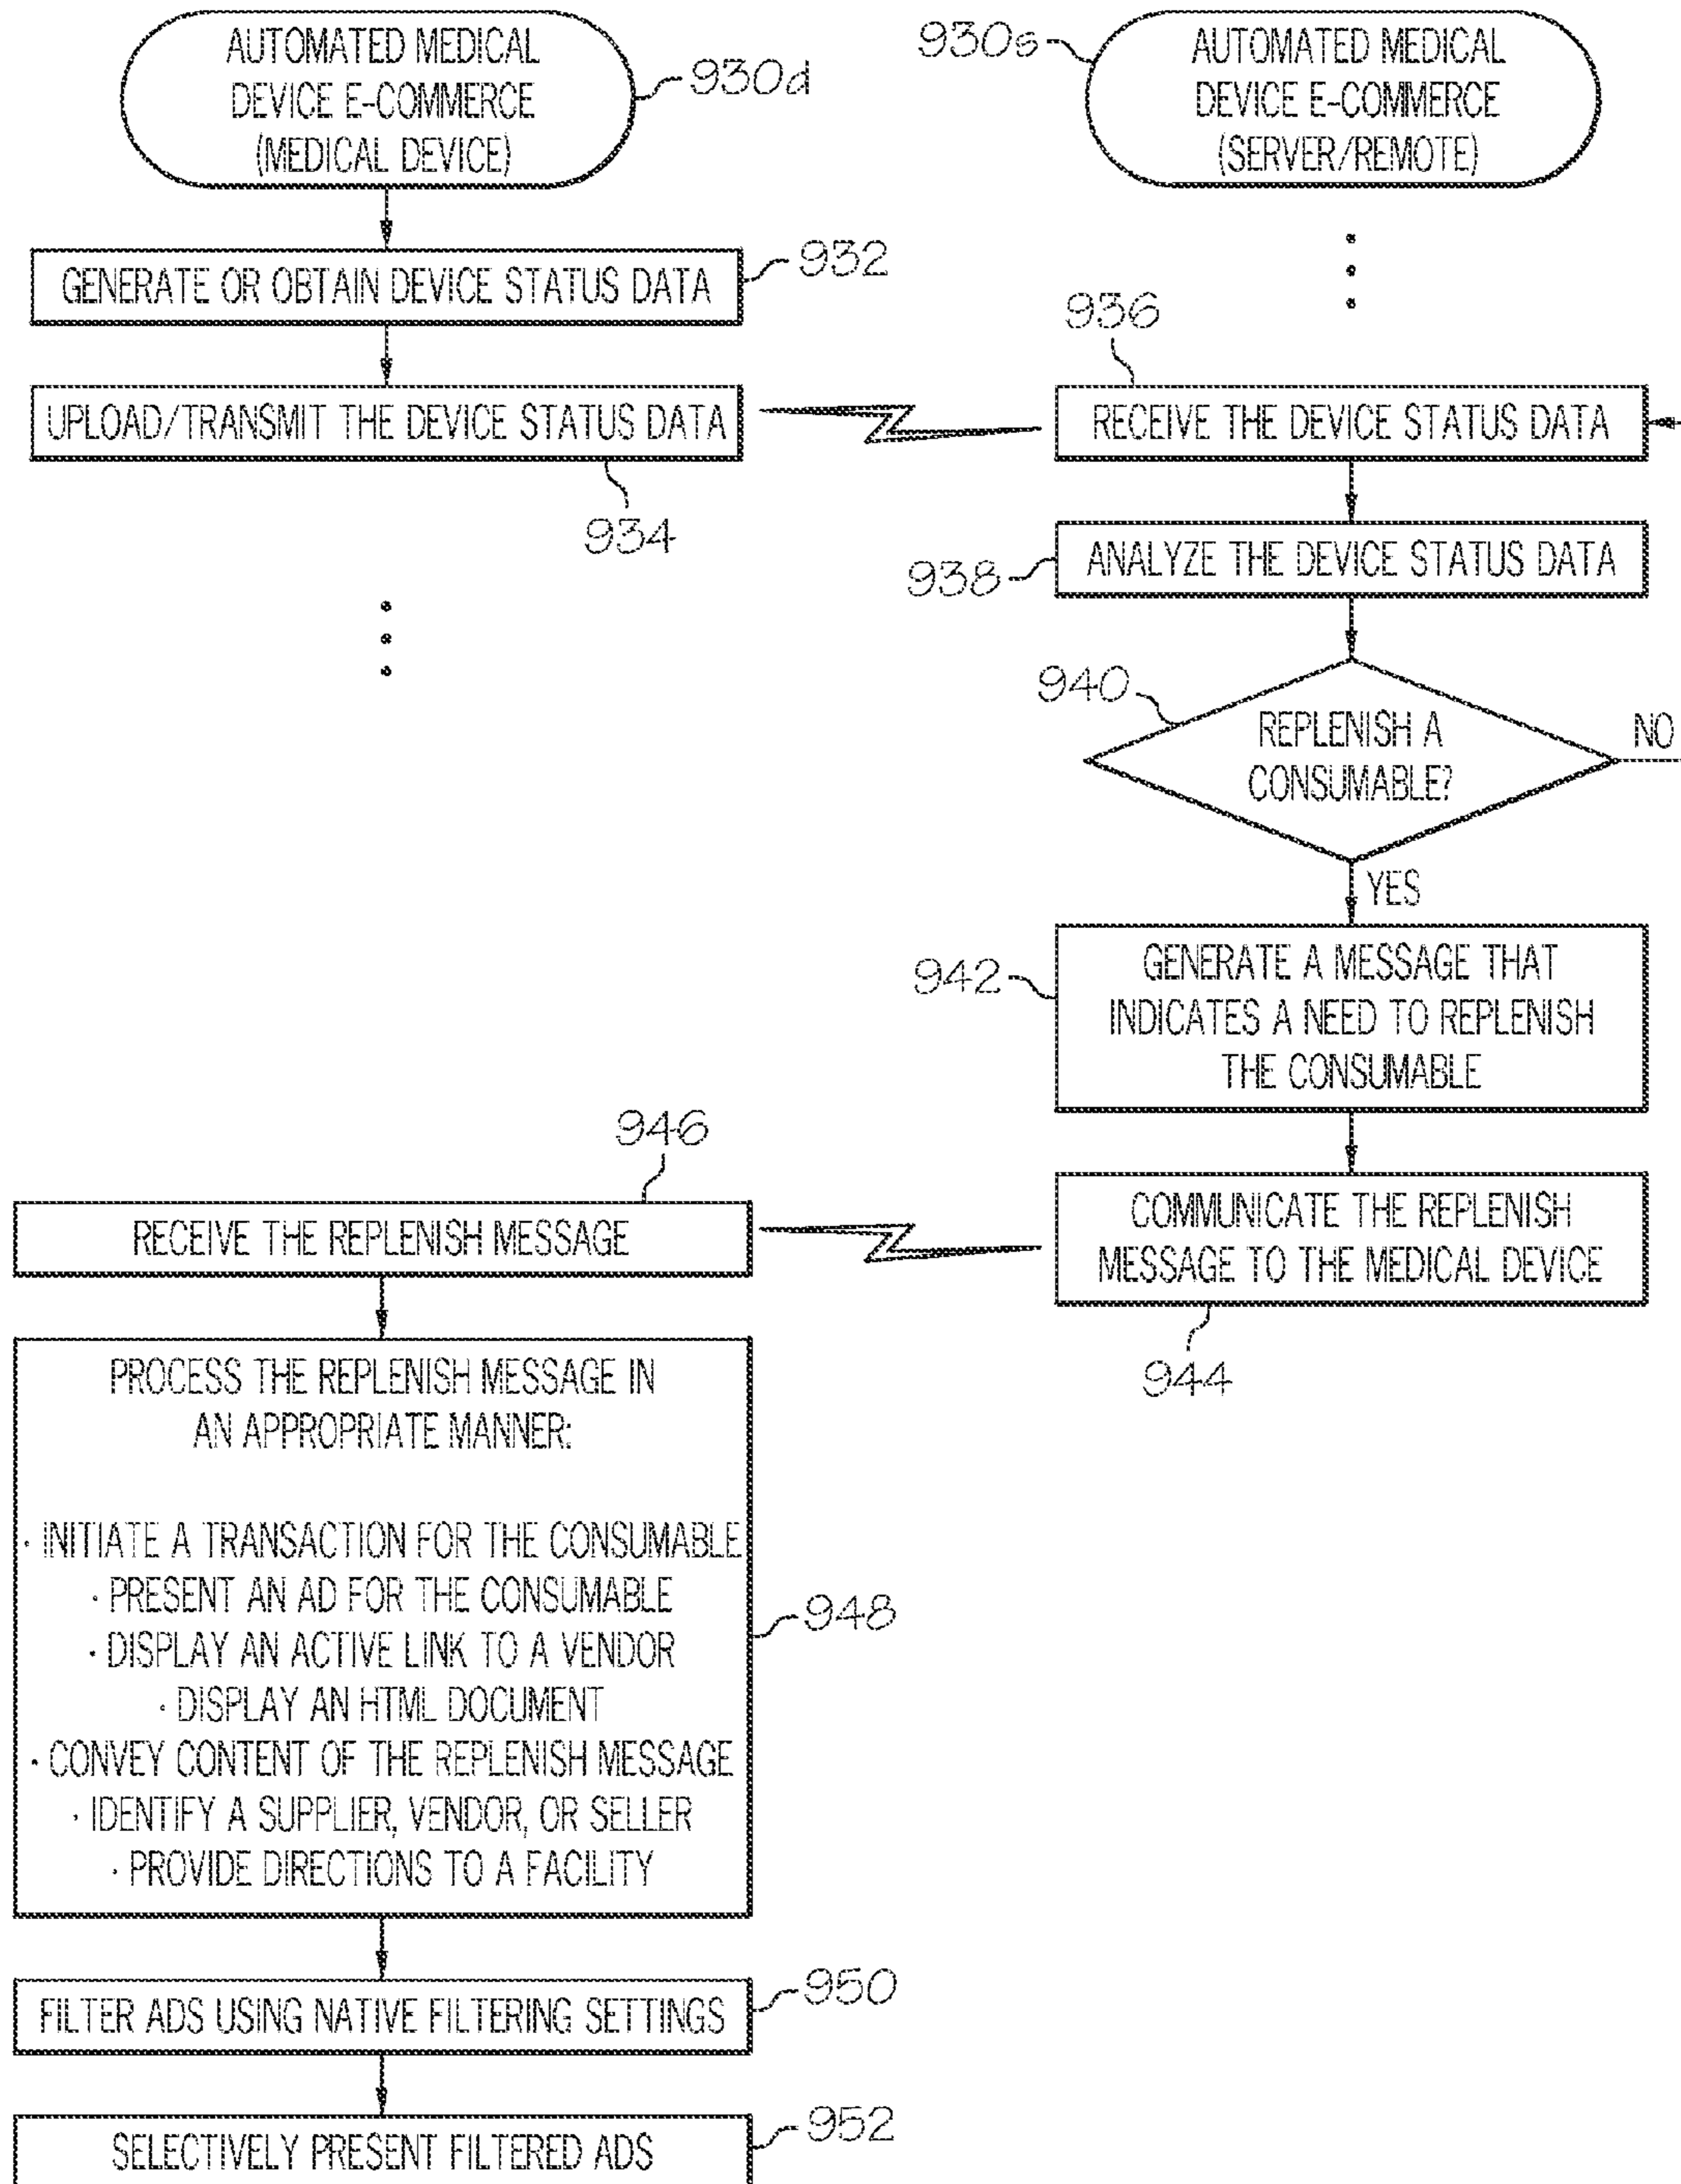 AUTOMATED MEDICAL
DEVICE E-COMMERCE
(MEDICAL DEVICE)
930d
GENERATE OR OBTAIN DEVICE STATUS DATA
932
UPLOAD/TRANSMIT THE DEVICE STATUS DATA
934
930s
AUTOMATED MEDICAL
DEVICE E-COMMERCE
(SERVER/REMOTE)
936
RECEIVE THE DEVICE STATUS DATA
938
ANALYZE THE DEVICE STATUS DATA
940
REPLENISH A
CONSUMABLE?
NO
YES
942
GENERATE A MESSAGE THAT
INDICATES A NEED TO REPLENISH
THE CONSUMABLE
COMMUNICATE THE REPLENISH
MESSAGE TO THE MEDICAL DEVICE
944
946
RECEIVE THE REPLENISH MESSAGE
PROCESS THE REPLENISH MESSAGE IN
AN APPROPRIATE MANNER:
· INITIATE A TRANSACTION FOR THE CONSUMABLE
· PRESENT AN AD FOR THE CONSUMABLE
· DISPLAY AN ACTIVE LINK TO A VENDOR
· DISPLAY AN HTML DOCUMENT
· CONVEY CONTENT OF THE REPLENISH MESSAGE
· IDENTIFY A SUPPLIER, VENDOR, OR SELLER
· PROVIDE DIRECTIONS TO A FACILITY
948
FILTER ADS USING NATIVE FILTERING SETTINGS
950
SELECTIVELY PRESENT FILTERED ADS
952